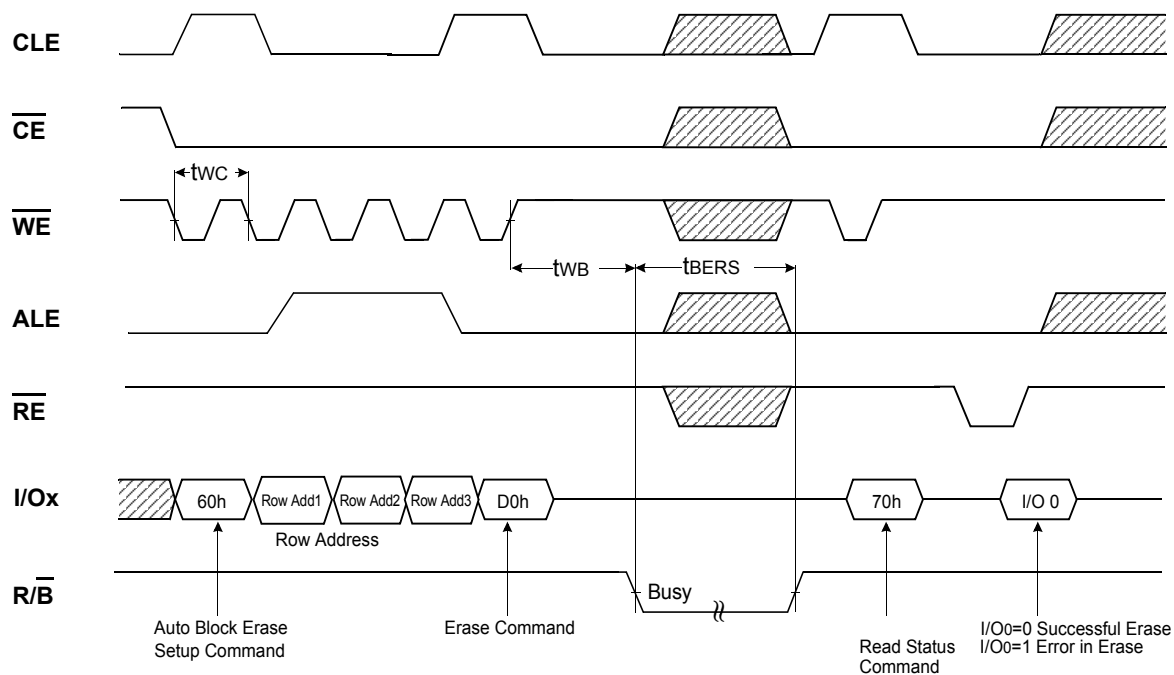 CLE
CE
tWC
WE
tWB
tBERS
ALE
RE
I/Ox
60h
Row Add1
Row Add2
Row Add3
D0h
70h
I/O 0
Row Address
R/B
Busy
Auto Block Erase
Setup Command
Erase Command
Read Status
Command
I/O0=0 Successful Erase
I/O0=1 Error in Erase